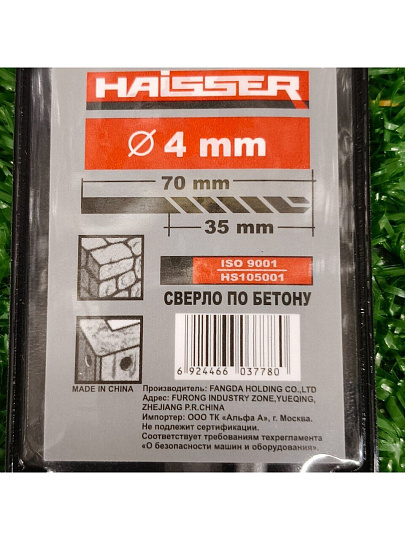 HAISSER
Ø 4 mm
70 mm
35 mm
ISO 9001
HS105001
СВЕРЛО ПО БЕТОНУ
6 924466 037780
MADE IN CHINA
Производитель: FANGDA HOLDING CO.,LTD
Адрес: FURONG INDUSTRY ZONE,YUEQING,
ZHEJIANG P.R.CHINA
Импортер: ООО ТК «Альфа А», г. Москва.
Не подлежит сертификации.
Соответствует требованиям техрегламента
«О безопасности машин и оборудования».